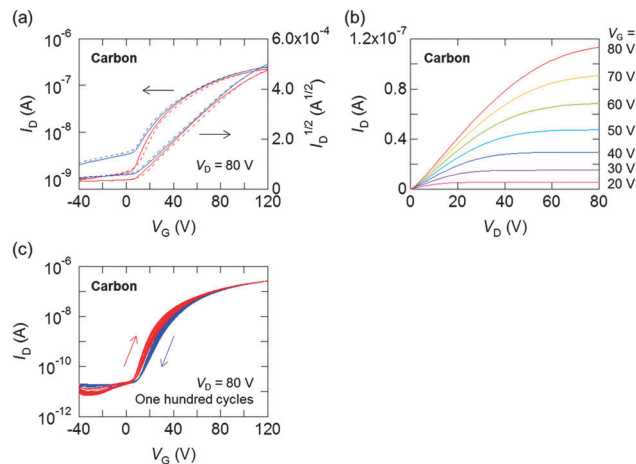 (a)
Carbon
10⁻⁶
10⁻⁷
10⁻⁸
10⁻⁹
I_D (A)
6.0×10⁻⁴
4.0
2.0
0
I_D^1/2 (A^1/2)
V_D = 80 V
-40
0
40
80
120
V_G (V)
(b)
Carbon
1.2x10⁻⁷
0.8
0.4
0
I_D (A)
V_G =
80 V
70 V
60 V
50 V
40 V
30 V
20 V
0
20
40
60
80
V_D (V)
(c)
Carbon
10⁻⁶
10⁻⁸
10⁻¹⁰
10⁻¹²
I_D (A)
V_D = 80 V
One hundred cycles
-40
0
40
80
120
V_G (V)